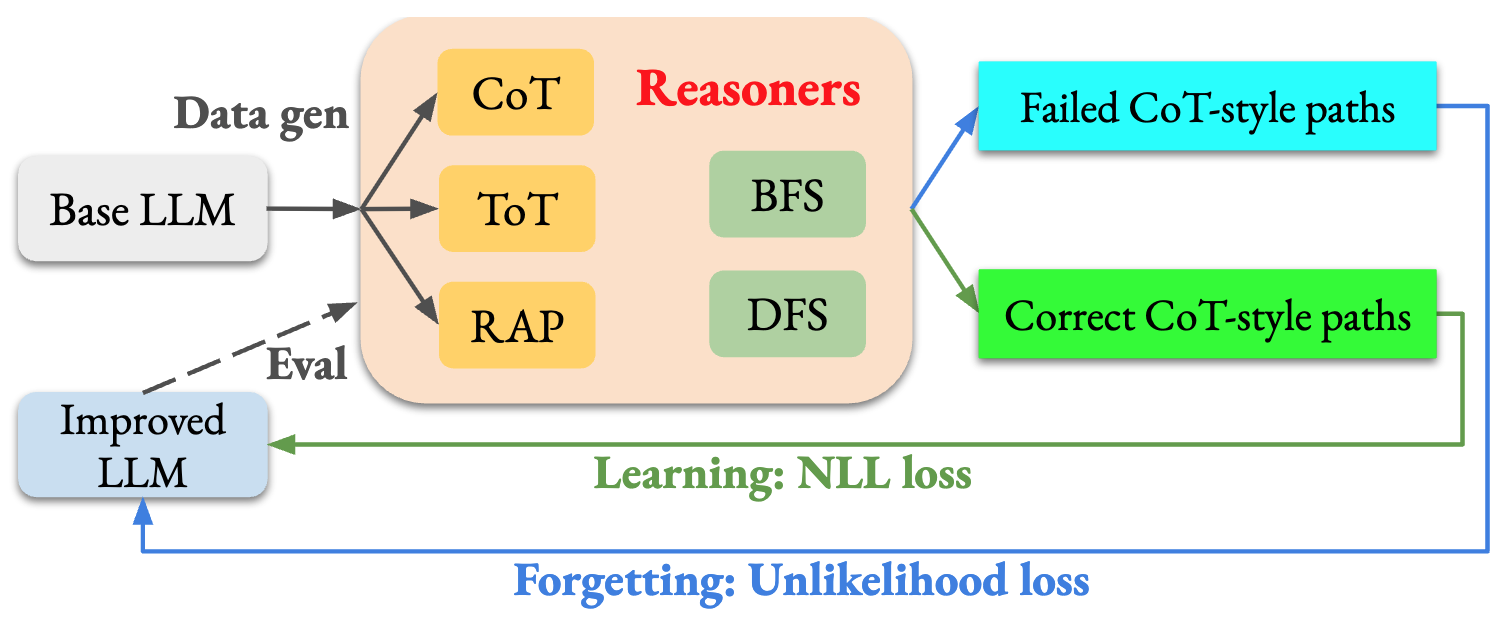 Data gen
Base LLM
CoT
ToT
RAP
Reasoners
BFS
DFS
Failed CoT-style paths
Correct CoT-style paths
Eval
Improved
LLM
Learning: NLL loss
Forgetting: Unlikelihood loss